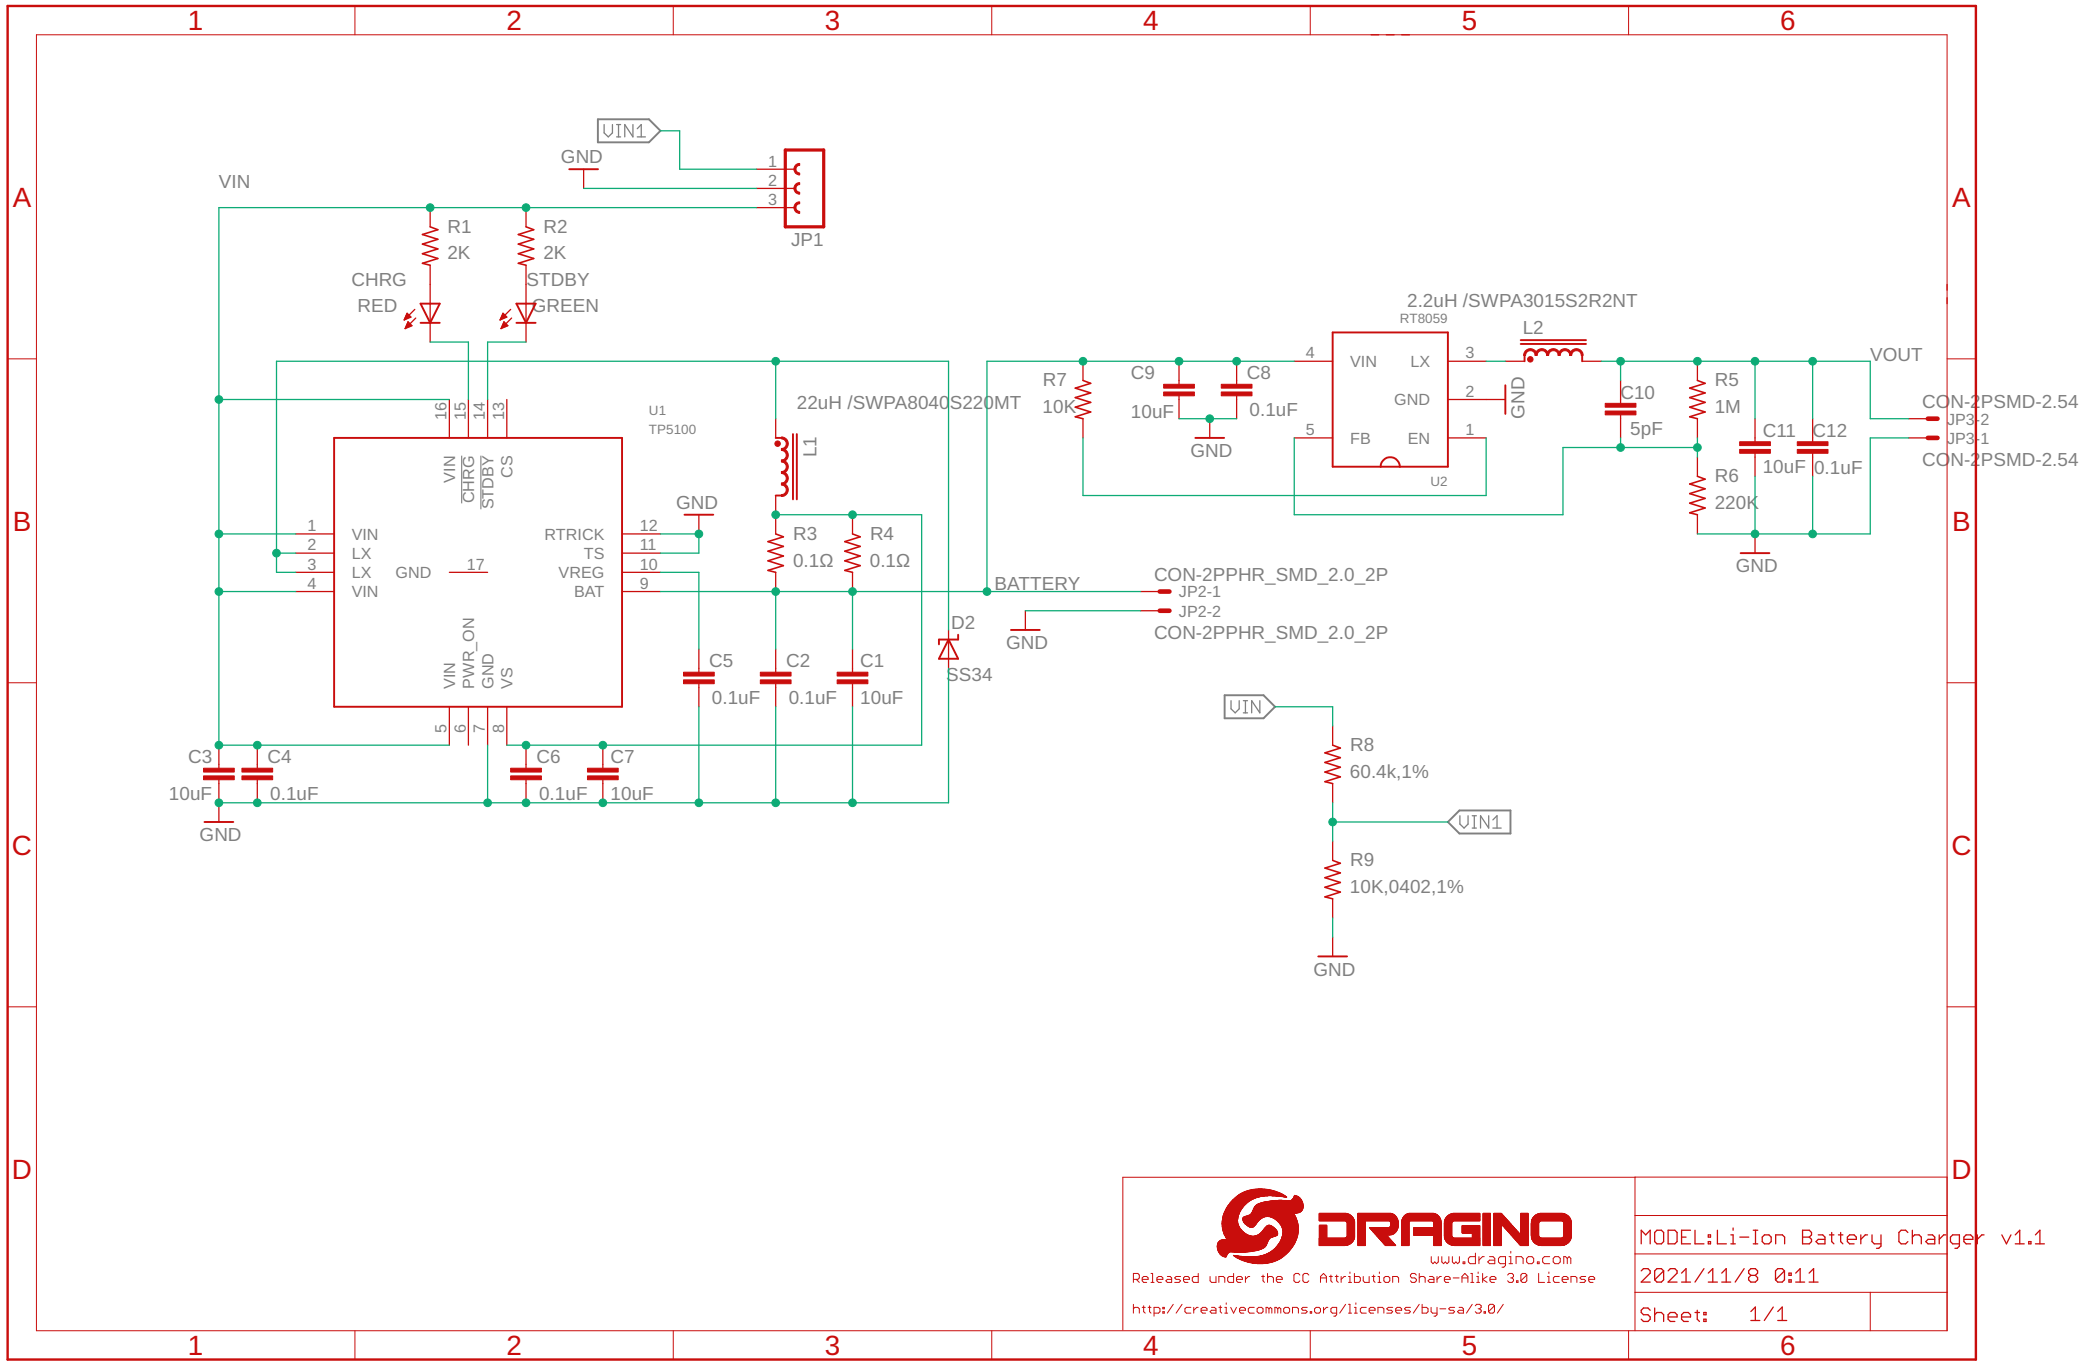 1 2 3 4 5 6
A A
B B
C C
D D
VIN1
GND
VIN
1
2
3
JP1
R1
2K
R2
2K
CHRG
RED
STDBY
GREEN
16
15
14
13
U1
TP5100
VIN
CHRG
STDBY
CS
22uH /SWPA8040S220MT
L1
GND
1 VIN
2 LX
3 LX
4 VIN
GND 17
RTRICK 12
TS 11
VREG 10
BAT 9
VIN
PWR_ON
GND
VS
5
6
7
8
R3
0.1Ω
R4
0.1Ω
C5
0.1uF
C2
0.1uF
C1
10uF
D2
SS34
C3
10uF
C4
0.1uF
C6
0.1uF
C7
10uF
GND
BATTERY
CON-2PPHR_SMD_2.0_2P
JP2-1
JP2-2
CON-2PPHR_SMD_2.0_2P
GND
R7
10K
C9
10uF
C8
0.1uF
GND
2.2uH /SWPA3015S2R2NT
RT8059
L2
4 VIN LX 3
GND 2
GND
5 FB EN 1
U2
C10
5pF
R5
1M
R6
220K
C11
10uF
C12
0.1uF
GND
VOUT
CON-2PSMD-2.54
JP3-2
JP3-1
CON-2PSMD-2.54
VIN
R8
60.4k,1%
VIN1
R9
10K,0402,1%
GND
DRAGINO
www.dragino.com
Released under the CC Attribution Share-Alike 3.0 License
http://creativecommons.org/licenses/by-sa/3.0/
MODEL:Li-Ion Battery Charger v1.1
2021/11/8 0:11
Sheet: 1/1
1 2 3 4 5 6